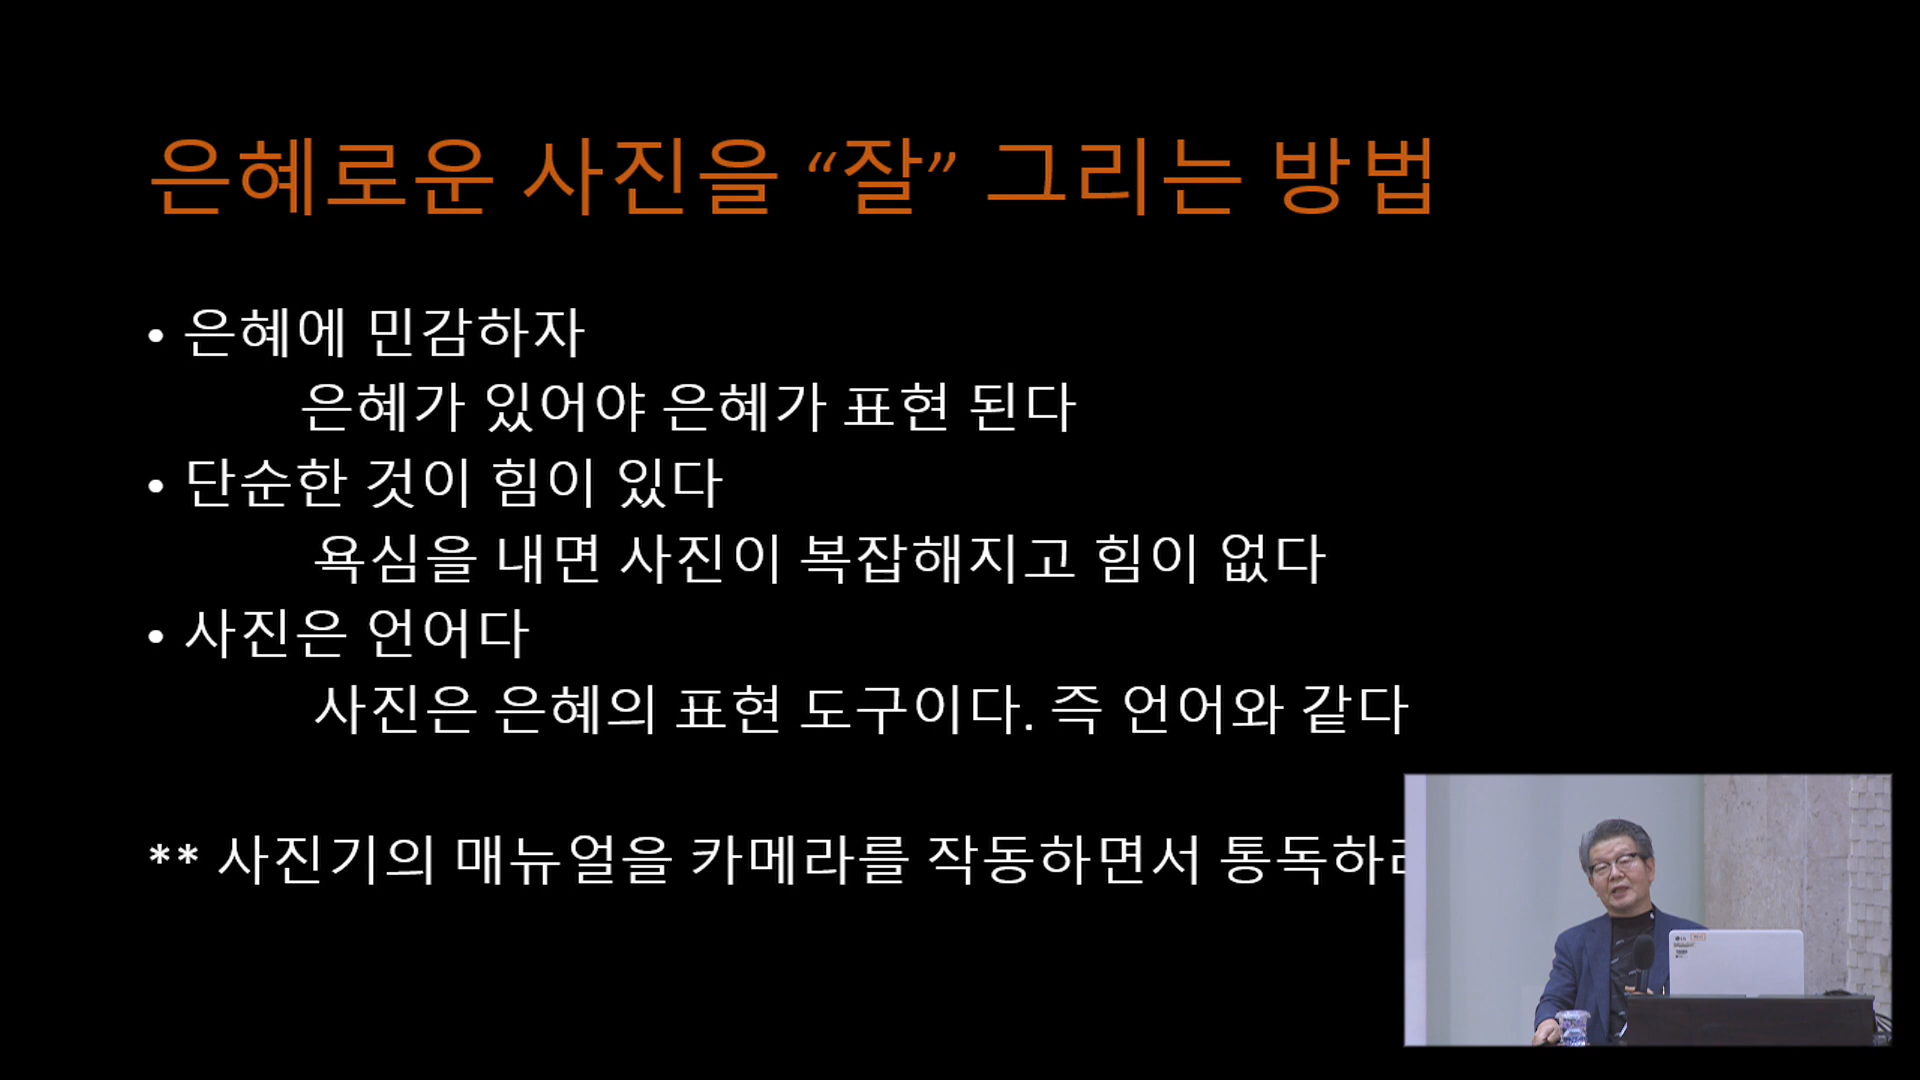 은혜로운 사진을 “잘” 그리는 방법
• 은혜에 민감하자
은혜가 있어야 은혜가 표현 된다
• 단순한 것이 힘이 있다
욕심을 내면 사진이 복잡해지고 힘이 없다
• 사진은 언어다
사진은 은혜의 표현 도구이다. 즉 언어와 같다
** 사진기의 매뉴얼을 카메라를 작동하면서